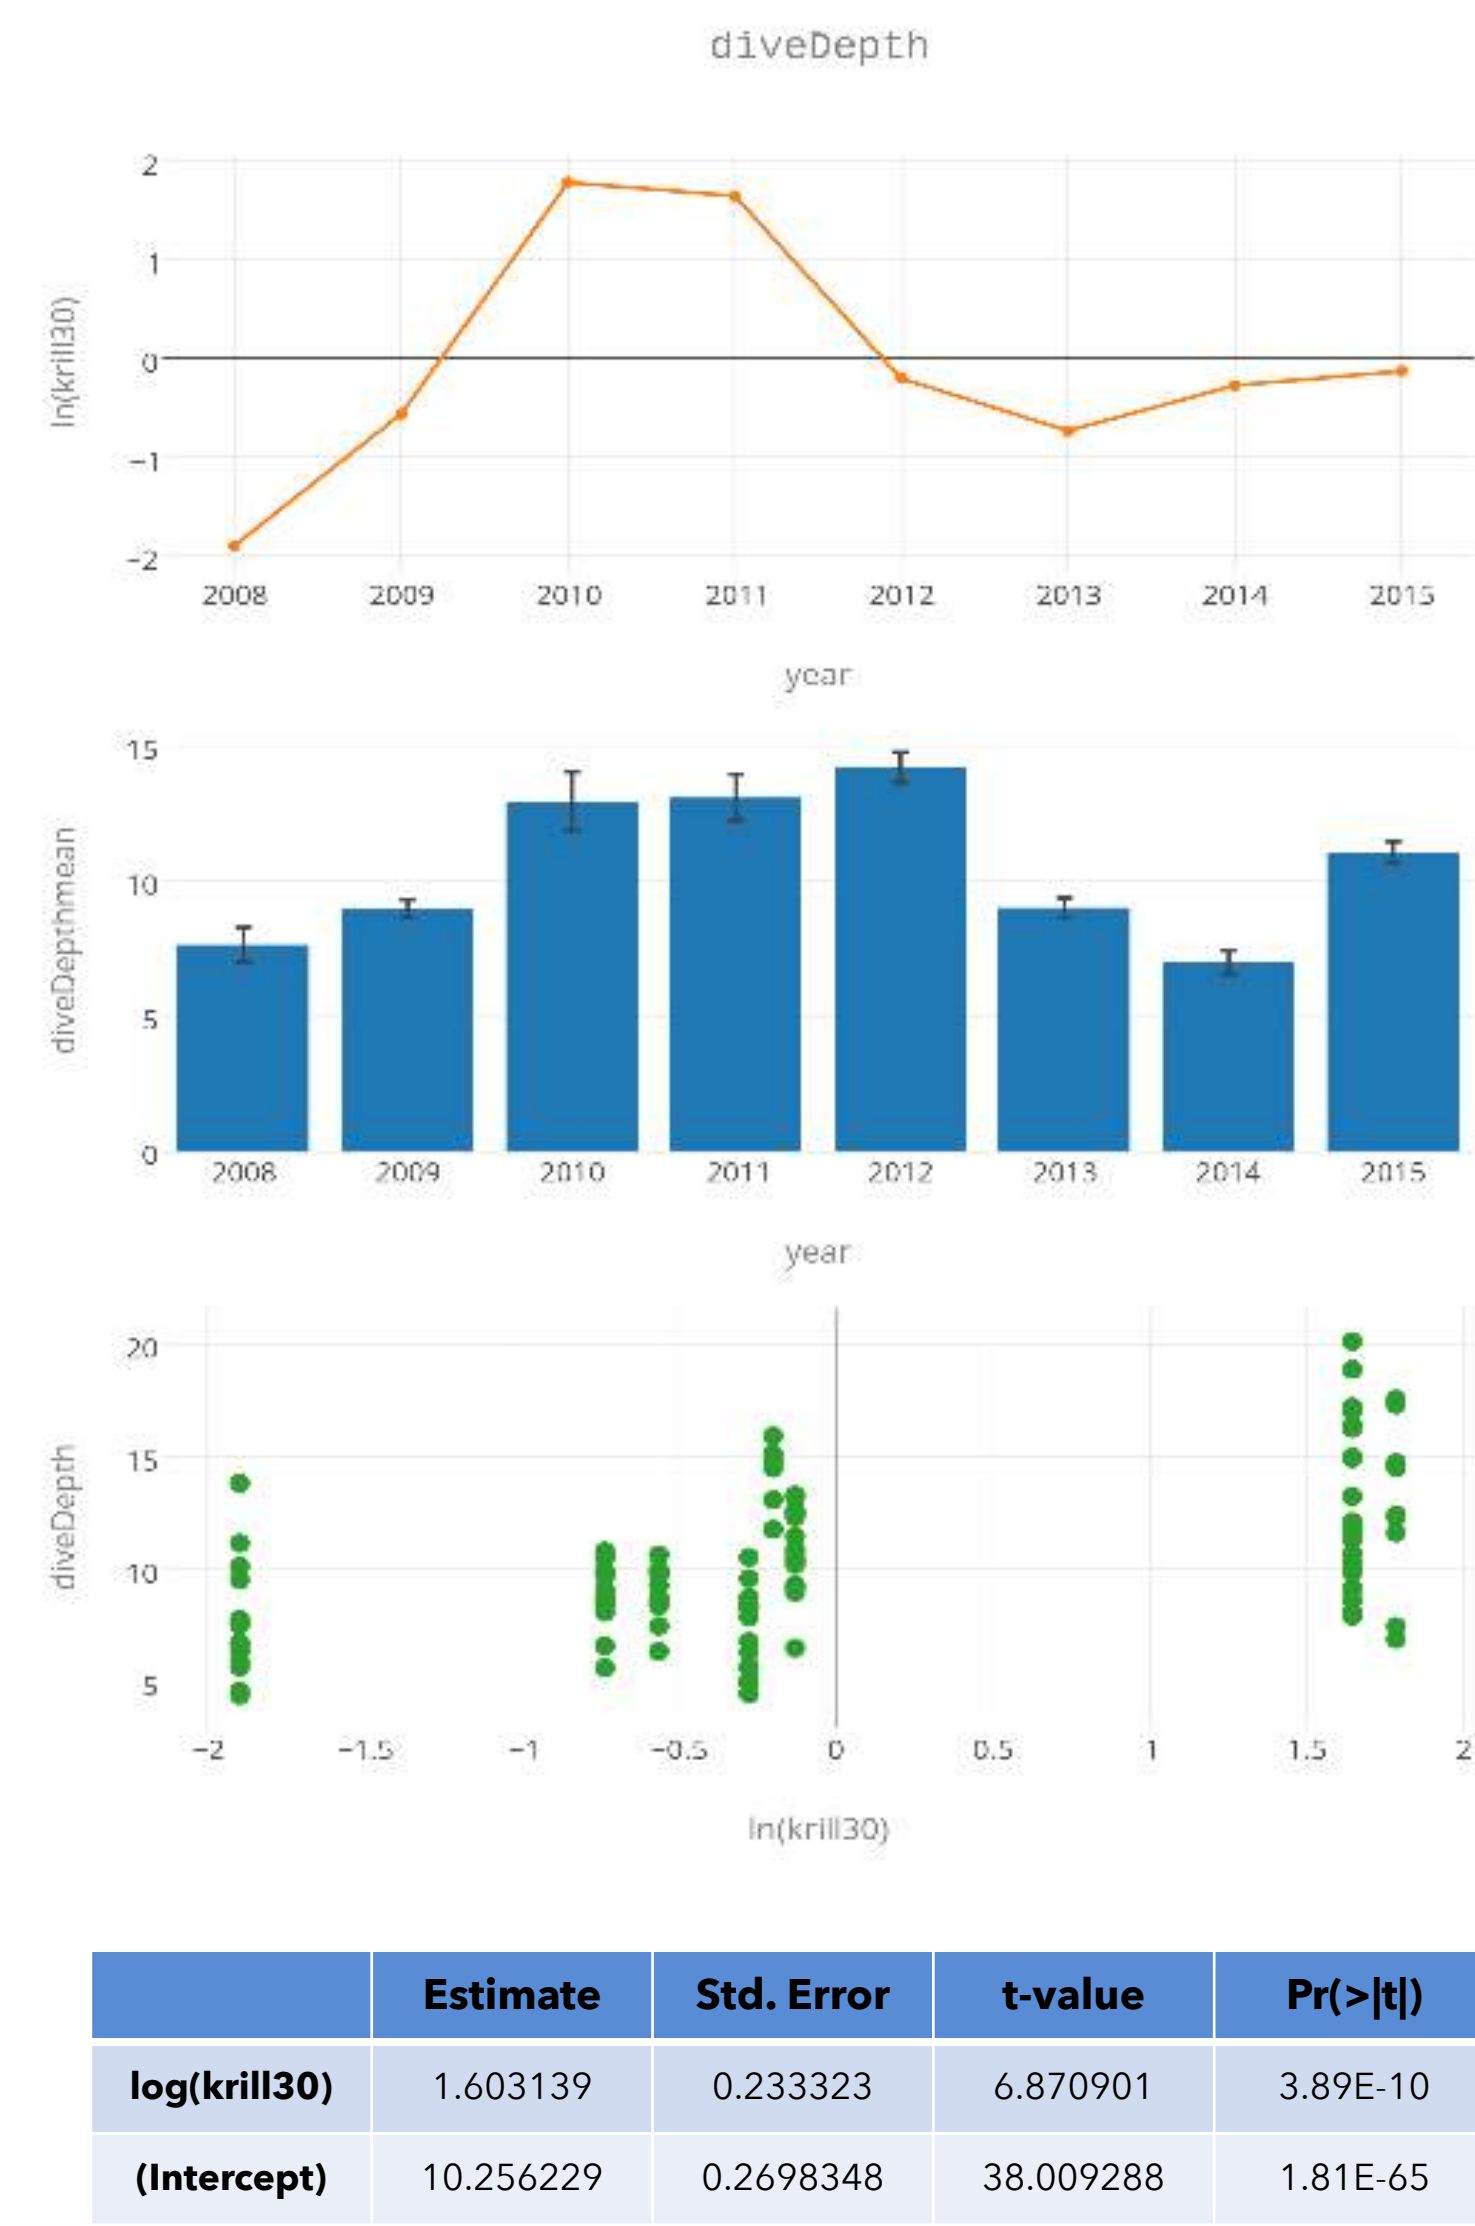 diveDepth
ln(krill30)
2
1
0
−1
−2
2008 2009 2010 2011 2012 2013 2014 2015
year
diveDepthmean
15
10
5
0
2008 2009 2010 2011 2012 2013 2014 2015
year
diveDepth
20
15
10
5
−2 −1.5 −1 −0.5 0 0.5 1 1.5 2
ln(krill30)
Estimate Std. Error t-value Pr(>|t|)
log(krill30) 1.603139 0.233323 6.870901 3.89E-10
(Intercept) 10.256229 0.2698348 38.009288 1.81E-65